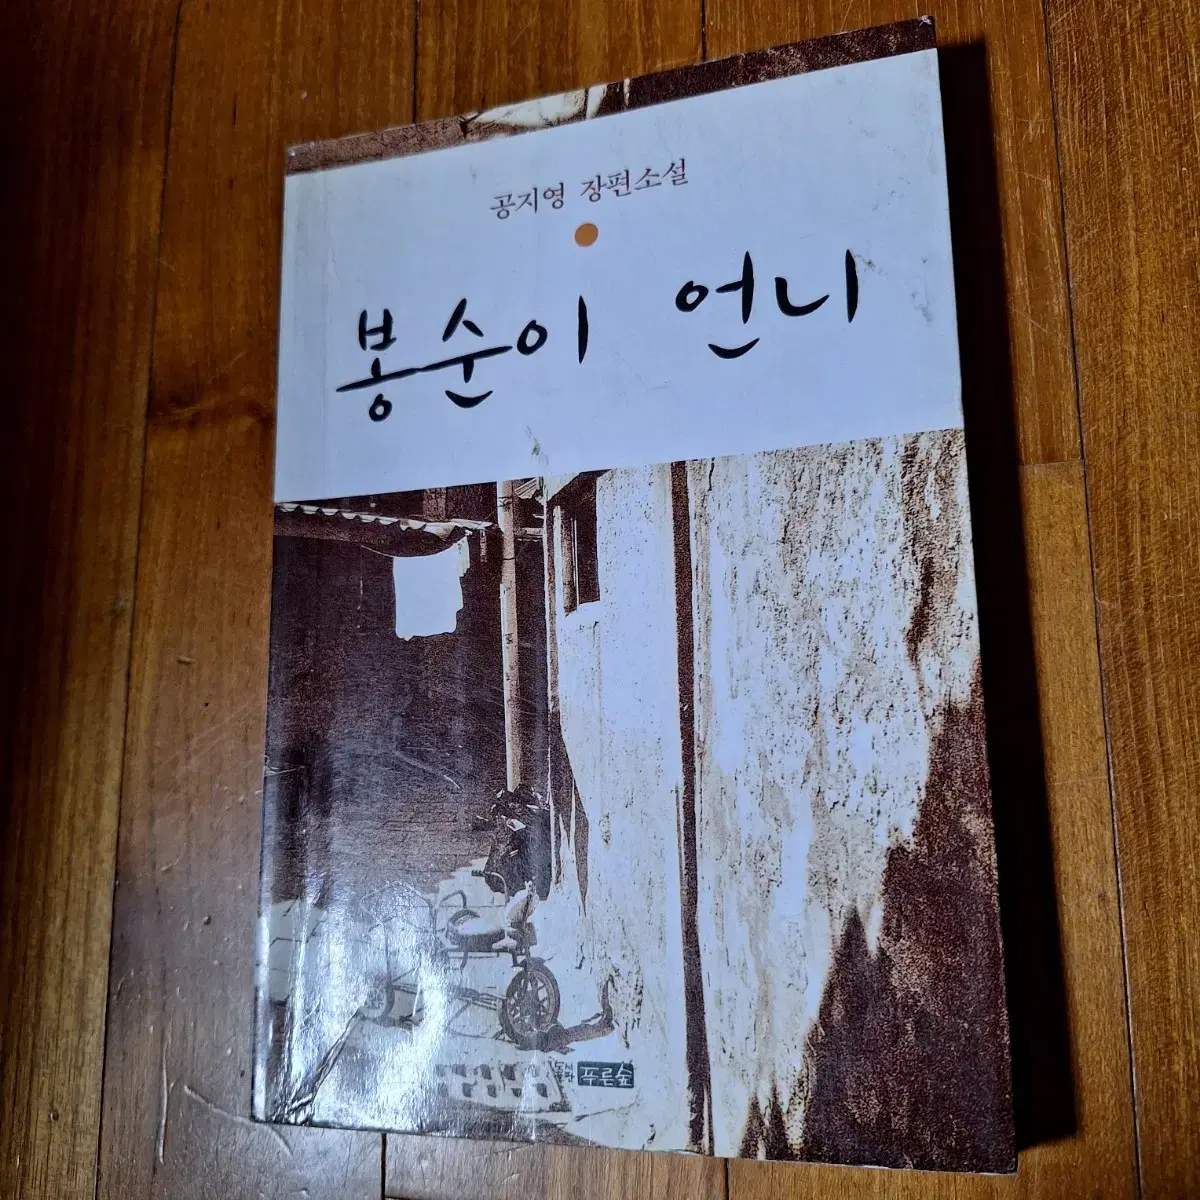 공지영 장편소설
봉순이 언니
푸른숲